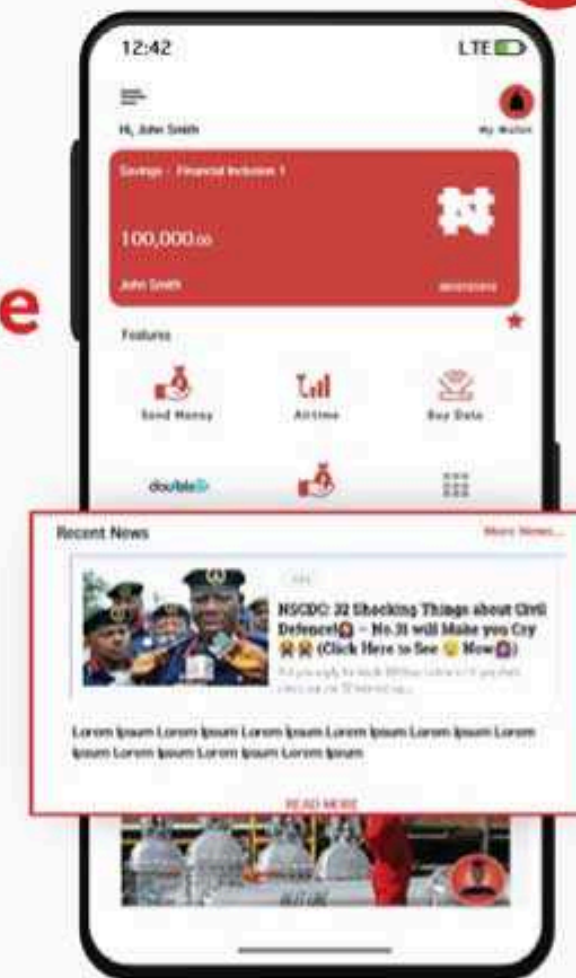 12:42 LTE
Hi, John Smith My Wallet
Savings - Financial Inclusion 1
100,000.00
John Smith
e
Features
Send Money Airtime Buy Data
double
Recent News More News...
NSCDC: 32 Shocking Things about Civil
Defence!🙆 – No.31 will Make you Cry
😭😭 (Click Here to See 😉 Now🙆)
Lorem Ipsum Lorem Ipsum Lorem Ipsum Lorem Ipsum Lorem Ipsum Lorem
Ipsum Lorem Ipsum Lorem Ipsum Lorem Ipsum
READ MORE